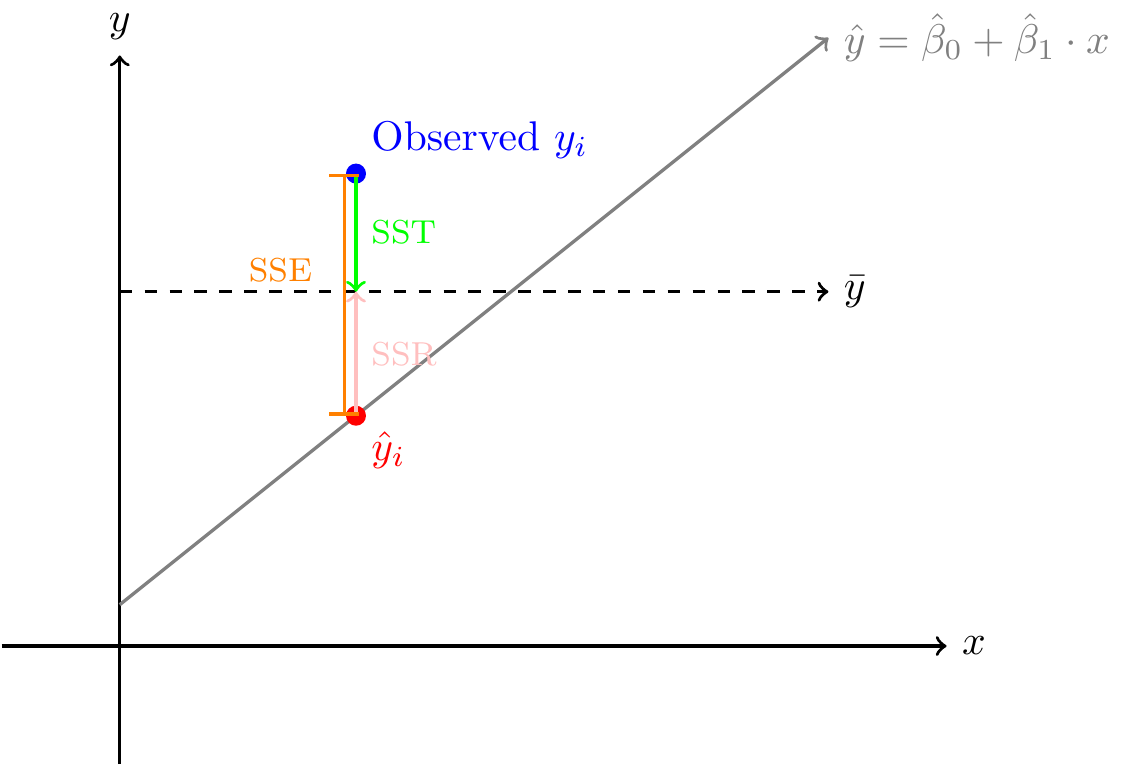 y
ŷ = β̂₀ + β̂₁ · x
Observed yᵢ
SST
SSE
ȳ
SSR
ŷᵢ
x